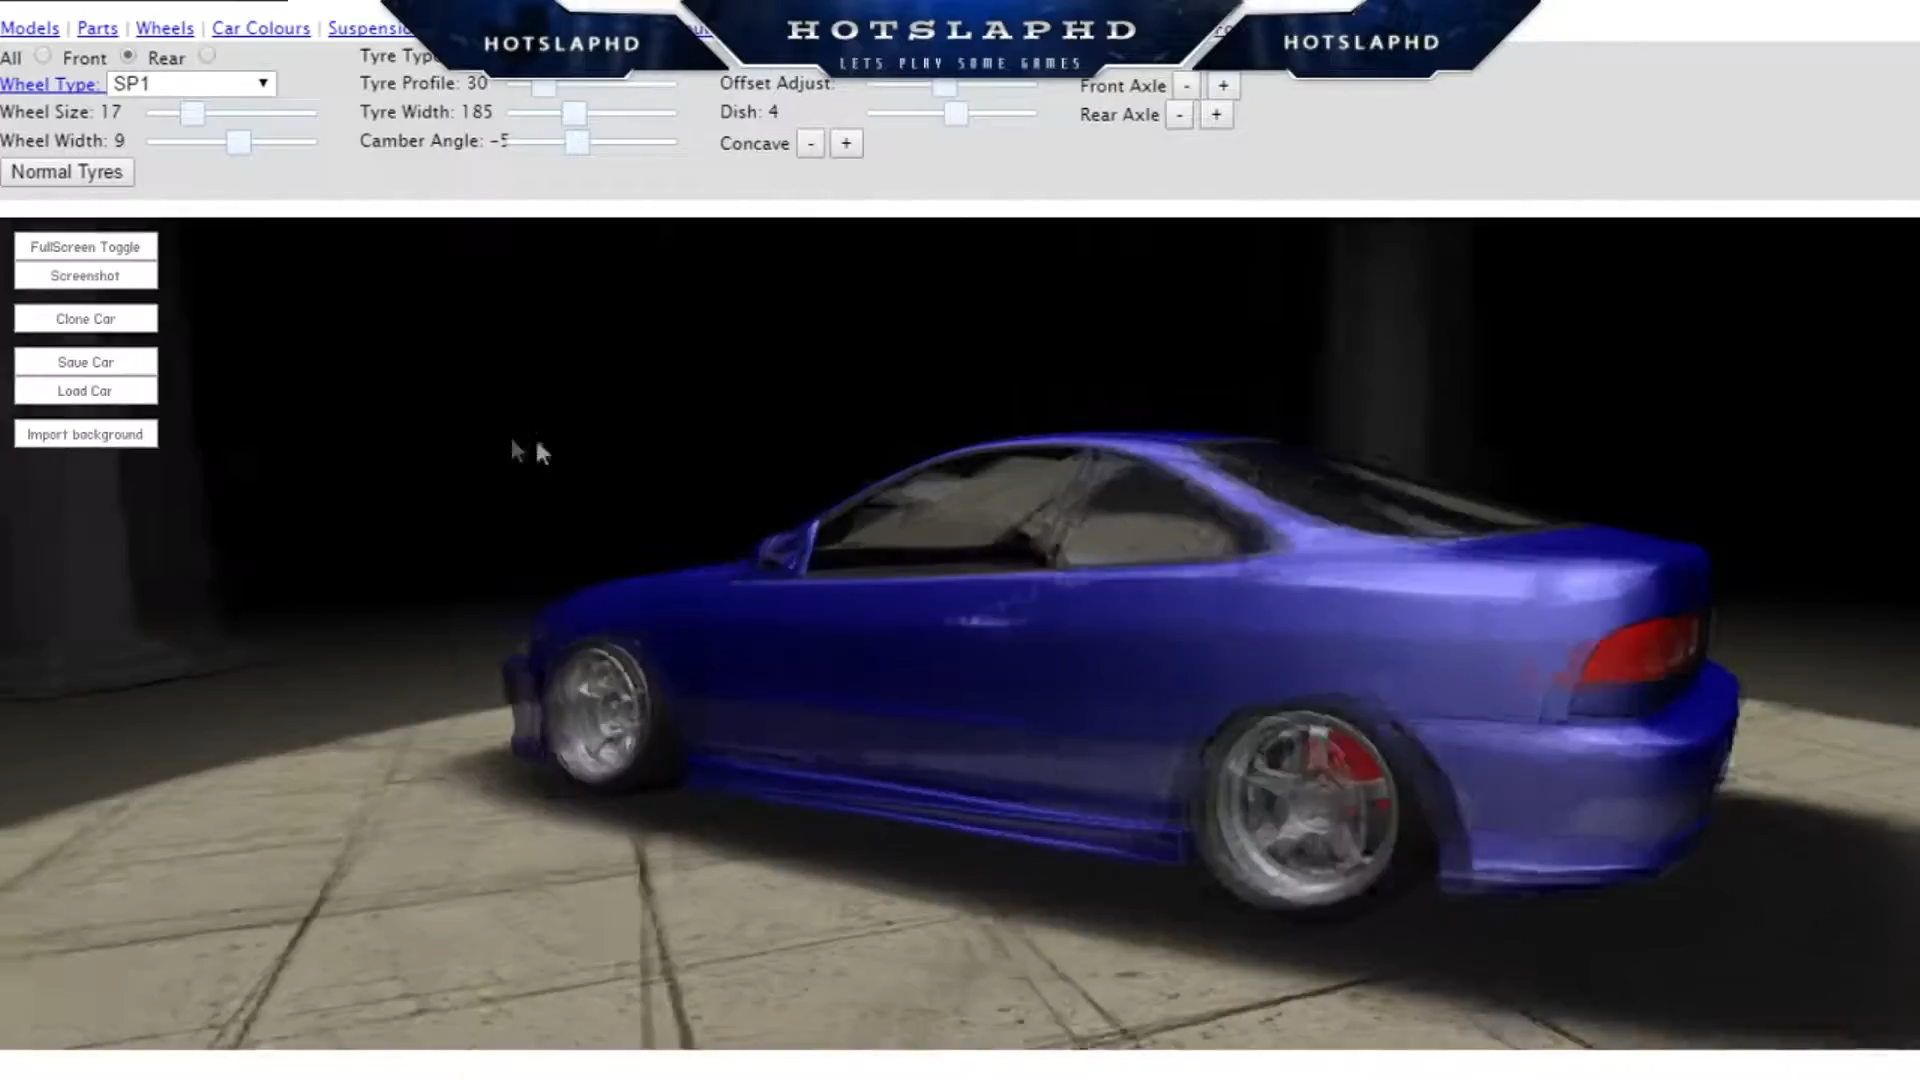 Models | Parts | Wheels | Car Colours |
HOTSLAPHD
HOTSLAPHD
LETS PLAY SOME GAMES
HOTSLAPHD
All Front Rear
Wheel Type: SP1
Wheel Size: 17
Wheel Width: 9
Normal Tyres
Tyre
Tyre Profile: 30
Tyre Width: 185
Camber Angle: -5
Offset Adjust:
Dish: 4
Concave - +
Front Axle - +
Rear Axle - +
FullScreen Toggle
Screenshot
Clone Car
Save Car
Load Car
Import background